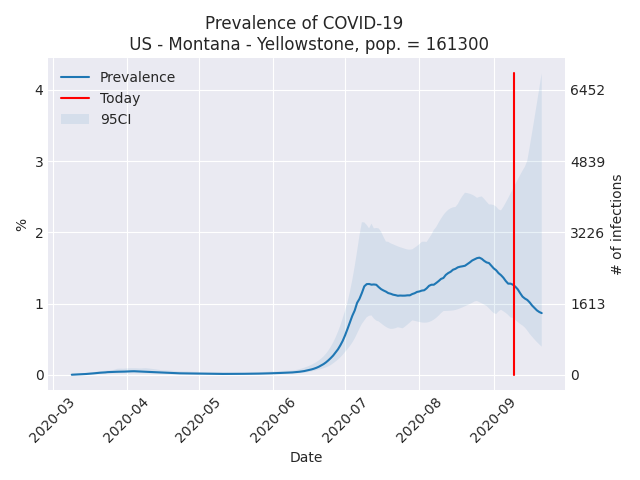 Prevalence of COVID-19
US - Montana - Yellowstone, pop. = 161300
Prevalence
Today
95CI
4
3
2
1
0
%
6452
4839
3226
1613
0
# of infections
2020-03
2020-04
2020-05
2020-06
2020-07
2020-08
2020-09
Date